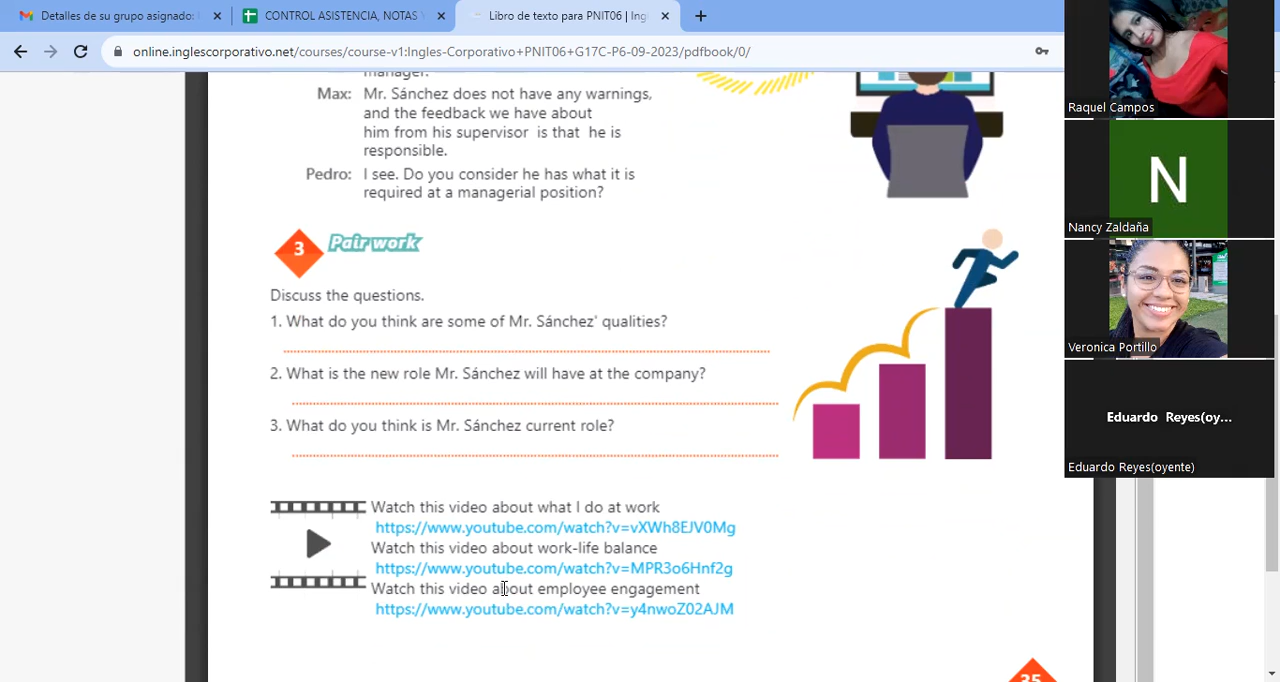 Detalles de su grupo asignado:
CONTROL ASISTENCIA, NOTAS Y
Libro de texto para PNIT06 | Ing
online.inglescorporativo.net/courses/course-v1:Ingles-Corporativo+PNIT06+G17C-P6-09-2023/pdfbook/0/
manager.
Max: Mr. Sánchez does not have any warnings,
and the feedback we have about
him from his supervisor is that he is
responsible.
Pedro: I see. Do you consider he has what it is
required at a managerial position?
3 Pair work
Discuss the questions.
1. What do you think are some of Mr. Sánchez' qualities?
2. What is the new role Mr. Sánchez will have at the company?
3. What do you think is Mr. Sánchez current role?
Watch this video about what I do at work
https://www.youtube.com/watch?v=vXWh8EJV0Mg
Watch this video about work-life balance
https://www.youtube.com/watch?v=MPR3o6Hnf2g
Watch this video about employee engagement
https://www.youtube.com/watch?v=y4nwoZ02AJM
35
Raquel Campos
N
Nancy Zaldaña
Veronica Portillo
Eduardo Reyes(oy...
Eduardo Reyes(oyente)